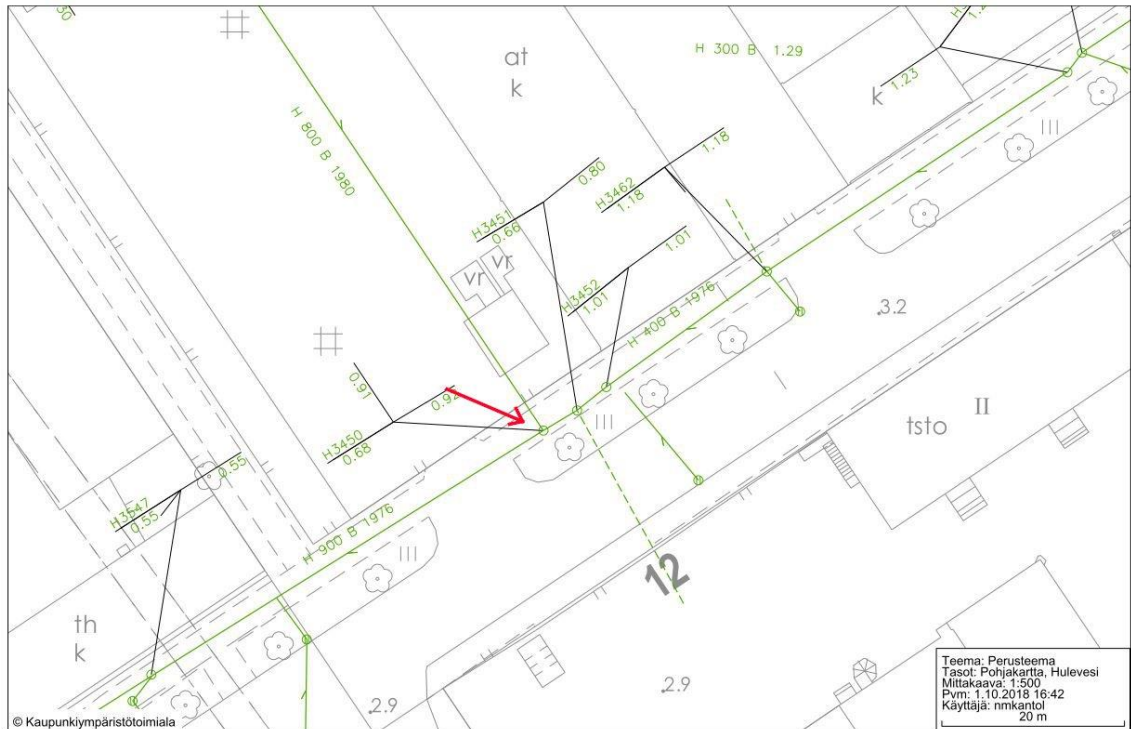 at
k
H 300 B 1.29
k
1.23
III
H 800 B 1980
1.18
H3462
1.18
0.80
H3451
0.66
vr
vr
1.01
H3452
1.01
H 400 B 1976
3.2
II
tsto
III
0.91
0.92
H3450
0.68
0.55
H3547
0.55
H 900 B 1976
III
12
th
k
2.9
2.9
© Kaupunkiympäristötoimiala
Teema: Perusteema
Tasot: Pohjakartta, Hulevesi
Mittakaava: 1:500
Pvm: 1.10.2018 16:42
Käyttäjä: nmkantol
20 m